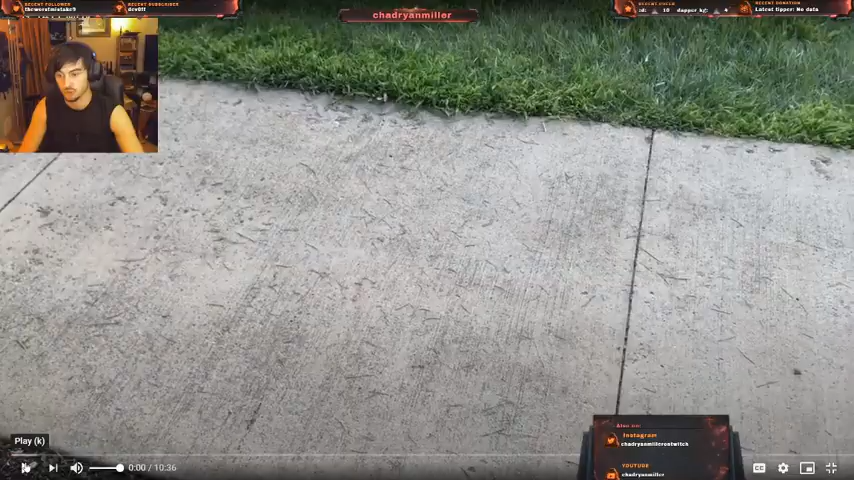 RECENT FOLLOWER
RECENT SUBSCRIBER
dev0ff
chadryanmiller
RECENT DONATION
Latest tipper: No data
Also on:
Instagram
chadryanmillerontwitch
YOUTUBE
chadryanmiller
Play (k)
0:00 / 10:36